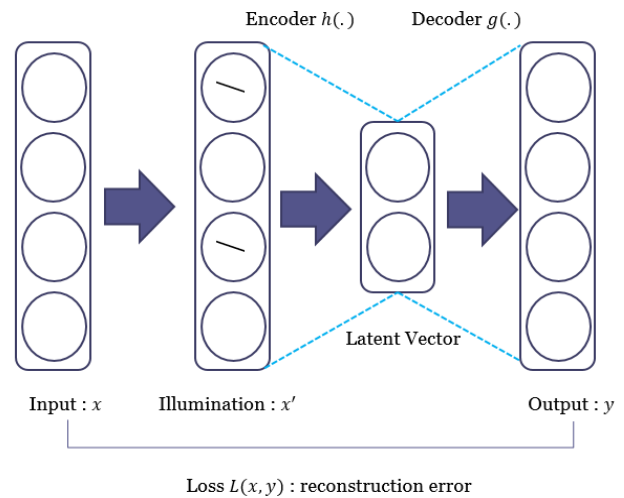 Encoder h(.)
Decoder g(.)
Latent Vector
Input : x
Illumination : x′
Output : y
Loss L(x, y) : reconstruction error